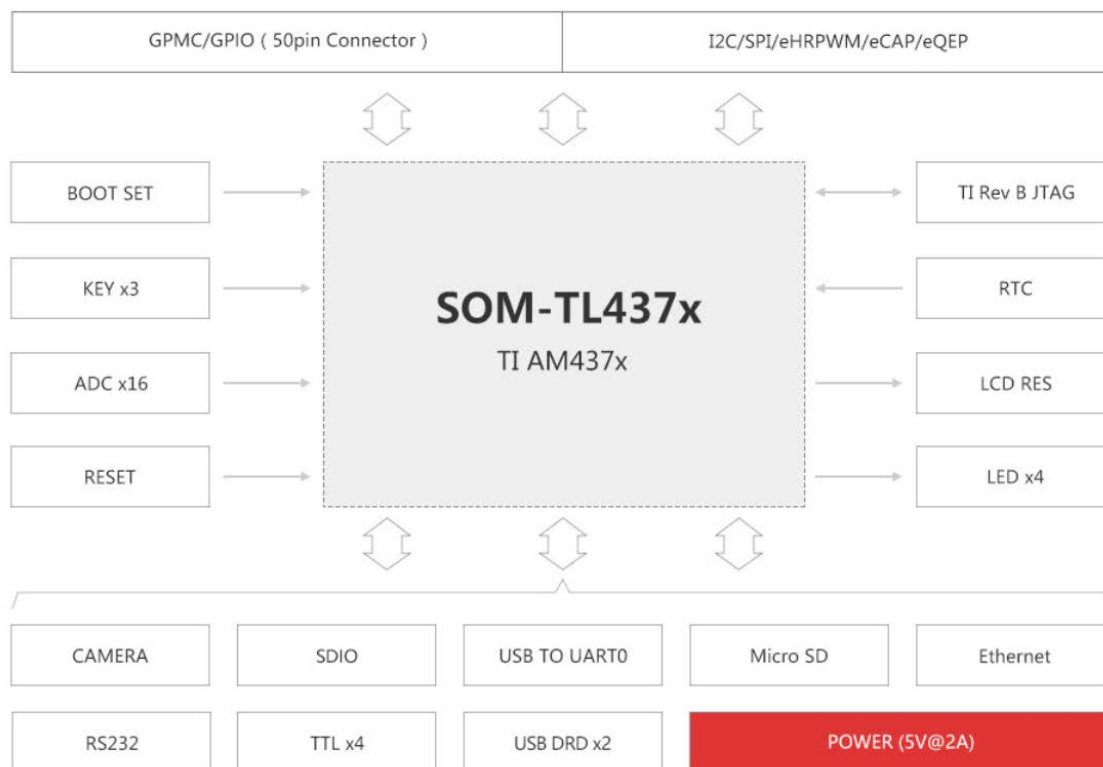 GPMC/GPIO ( 50pin Connector )
I2C/SPI/eHRPWM/eCAP/eQEP
BOOT SET
TI Rev B JTAG
KEY x3
RTC
SOM-TL437x
TI AM437x
ADC x16
LCD RES
RESET
LED x4
CAMERA
SDIO
USB TO UART0
Micro SD
Ethernet
RS232
TTL x4
USB DRD x2
POWER (5V@2A)